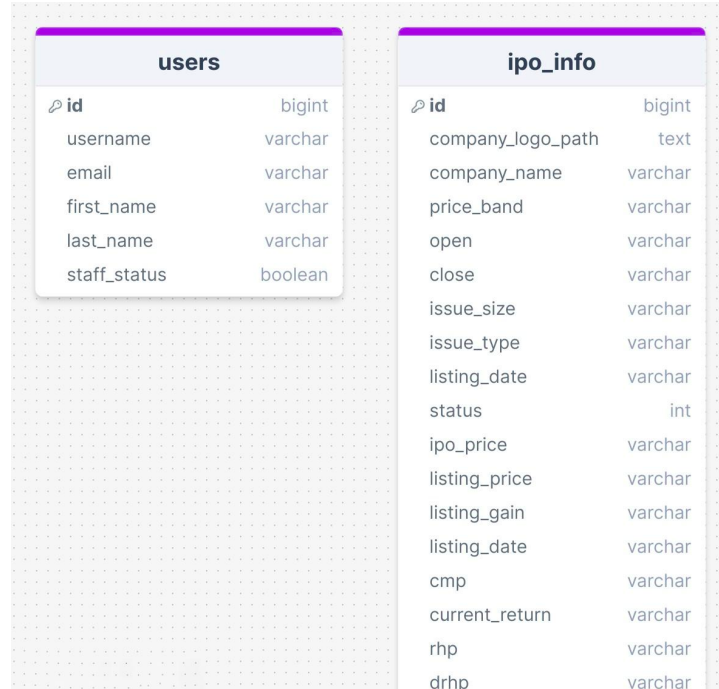 users
id bigint
username varchar
email varchar
first_name varchar
last_name varchar
staff_status boolean
ipo_info
id bigint
company_logo_path text
company_name varchar
price_band varchar
open varchar
close varchar
issue_size varchar
issue_type varchar
listing_date varchar
status int
ipo_price varchar
listing_price varchar
listing_gain varchar
listing_date varchar
cmp varchar
current_return varchar
rhp varchar
drhp varchar